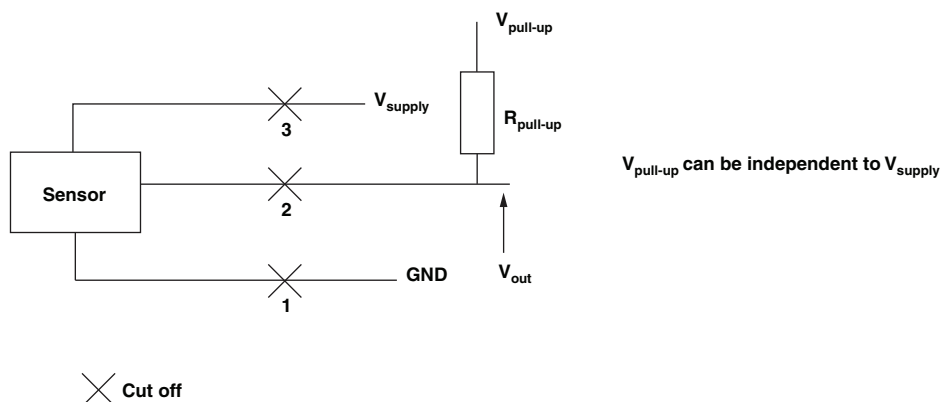 Vpull-up
Vsupply
3
Rpull-up
Vpull-up can be independent to Vsupply
Sensor
2
GND
Vout
1
Cut off